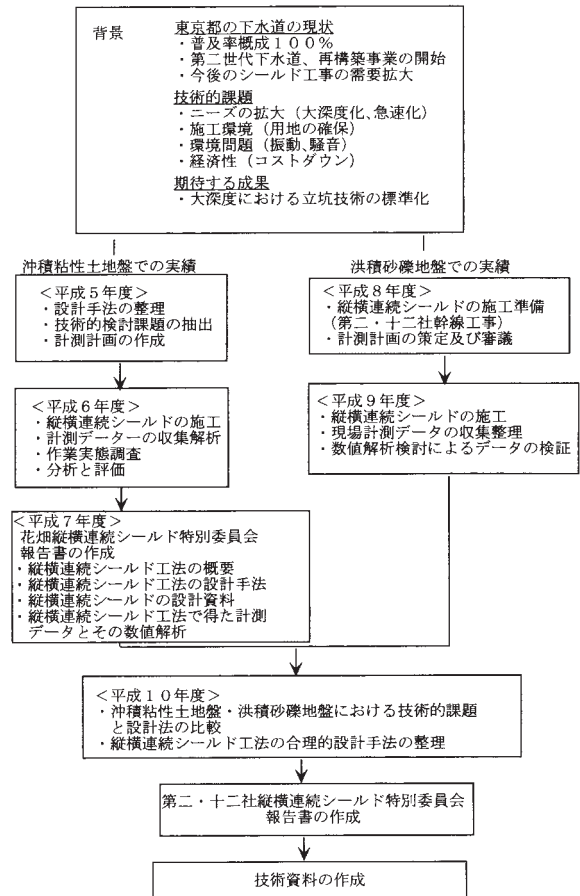 背景
東京都の下水道の現状
・普及率概成１００％
・第二世代下水道、再構築事業の開始
・今後のシールド工事の需要拡大
技術的課題
・ニーズの拡大（大深度化、急速化）
・施工環境（用地の確保）
・環境問題（振動、騒音）
・経済性（コストダウン）
期待する成果
・大深度における立坑技術の標準化
沖積粘性土地盤での実績
＜平成５年度＞
・設計手法の整理
・技術的検討課題の抽出
・計測計画の作成
＜平成６年度＞
・縦横連続シールドの施工
・計測データーの収集解析
・作業実態調査
・分析と評価
＜平成７年度＞
花畑縦横連続シールド特別委員会
報告書の作成
・縦横連続シールド工法の概要
・縦横連続シールド工法の設計手法
・縦横連続シールドの設計資料
・縦横連続シールド工法で得た計測
データとその数値解析
洪積砂礫地盤での実績
＜平成８年度＞
・縦横連続シールドの施工準備
（第二・十二社幹線工事）
・計測計画の策定及び審議
＜平成９年度＞
・縦横連続シールドの施工
・現場計測データの収集整理
・数値解析検討によるデータの検証
＜平成１０年度＞
・沖積粘性土地盤・洪積砂礫地盤における技術的課題
と設計法の比較
・縦横連続シールド工法の合理的設計手法の整理
第二・十二社縦横連続シールド特別委員会
報告書の作成
技術資料の作成